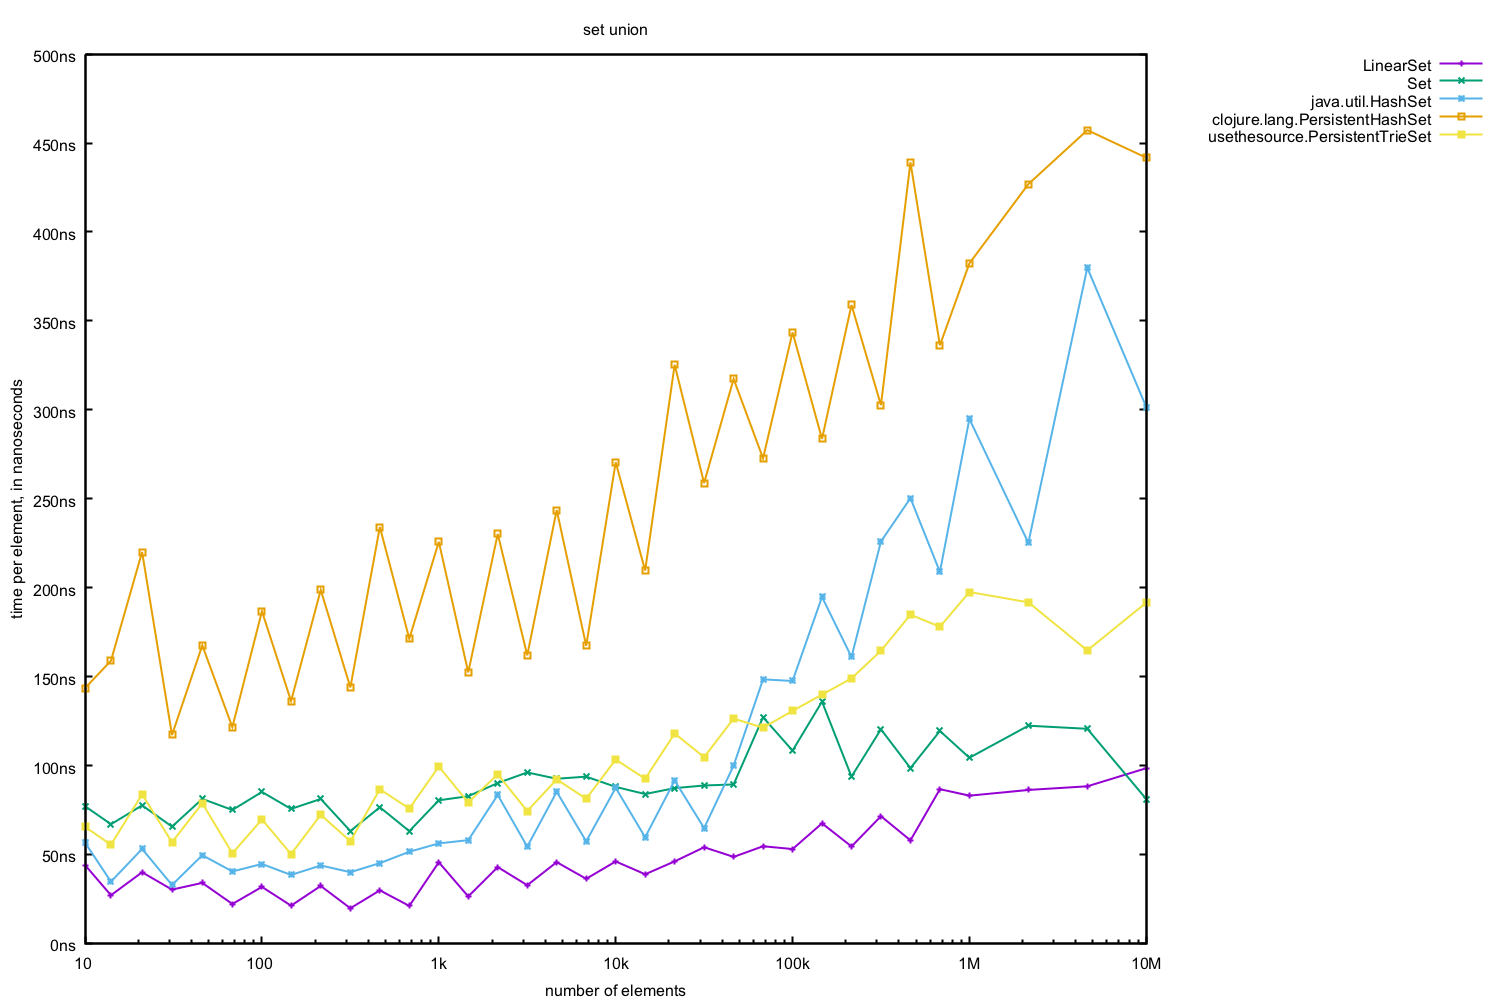 set union
500ns
450ns
400ns
350ns
300ns
250ns
200ns
150ns
100ns
50ns
0ns
time per element, in nanoseconds
10
100
1k
10k
100k
1M
10M
number of elements
LinearSet
Set
java.util.HashSet
clojure.lang.PersistentHashSet
usethesource.PersistentTrieSet